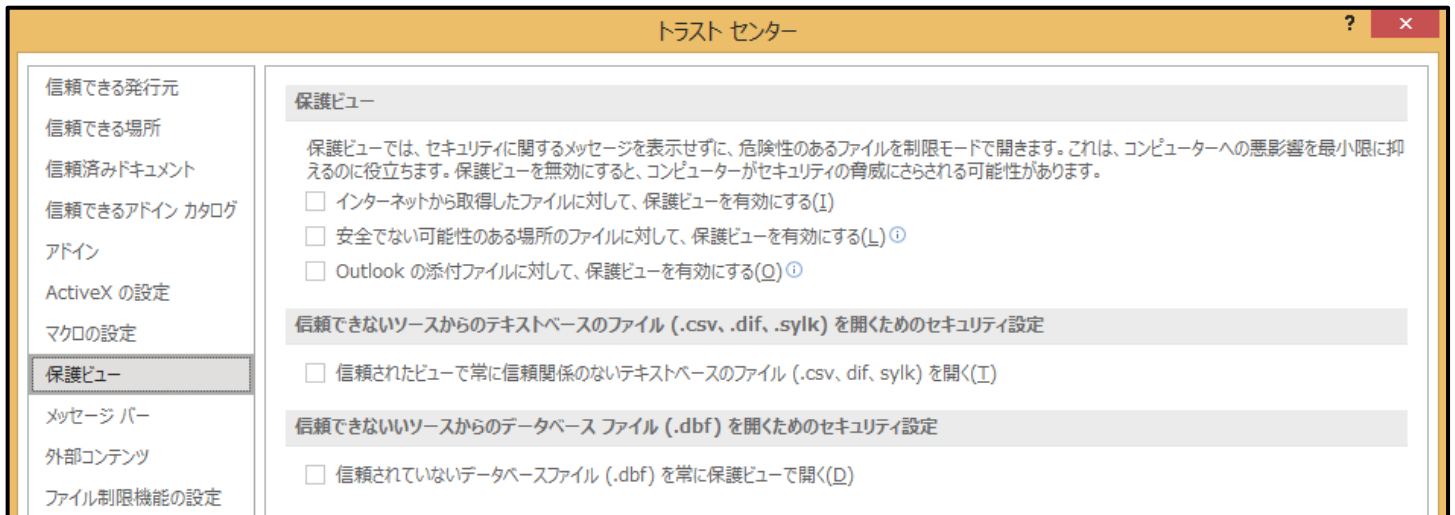 トラスト センター
? ×
信頼できる発行元
信頼できる場所
信頼済みドキュメント
信頼できるアドイン カタログ
アドイン
ActiveX の設定
マクロの設定
保護ビュー
メッセージ バー
外部コンテンツ
ファイル制限機能の設定
保護ビュー
保護ビューでは、セキュリティに関するメッセージを表示せずに、危険性のあるファイルを制限モードで開きます。これは、コンピューターへの悪影響を最小限に抑
えるのに役立ちます。保護ビューを無効にすると、コンピューターがセキュリティの脅威にさらされる可能性があります。
インターネットから取得したファイルに対して、保護ビューを有効にする(I)
安全でない可能性のある場所のファイルに対して、保護ビューを有効にする(L)
Outlook の添付ファイルに対して、保護ビューを有効にする(O)
信頼できないソースからのテキストベースのファイル (.csv、.dif、.sylk) を開くためのセキュリティ設定
信頼されたビューで常に信頼関係のないテキストベースのファイル (.csv、dif、sylk) を開く(T)
信頼できないいソースからのデータベース ファイル (.dbf) を開くためのセキュリティ設定
信頼されていないデータベースファイル (.dbf) を常に保護ビューで開く(D)